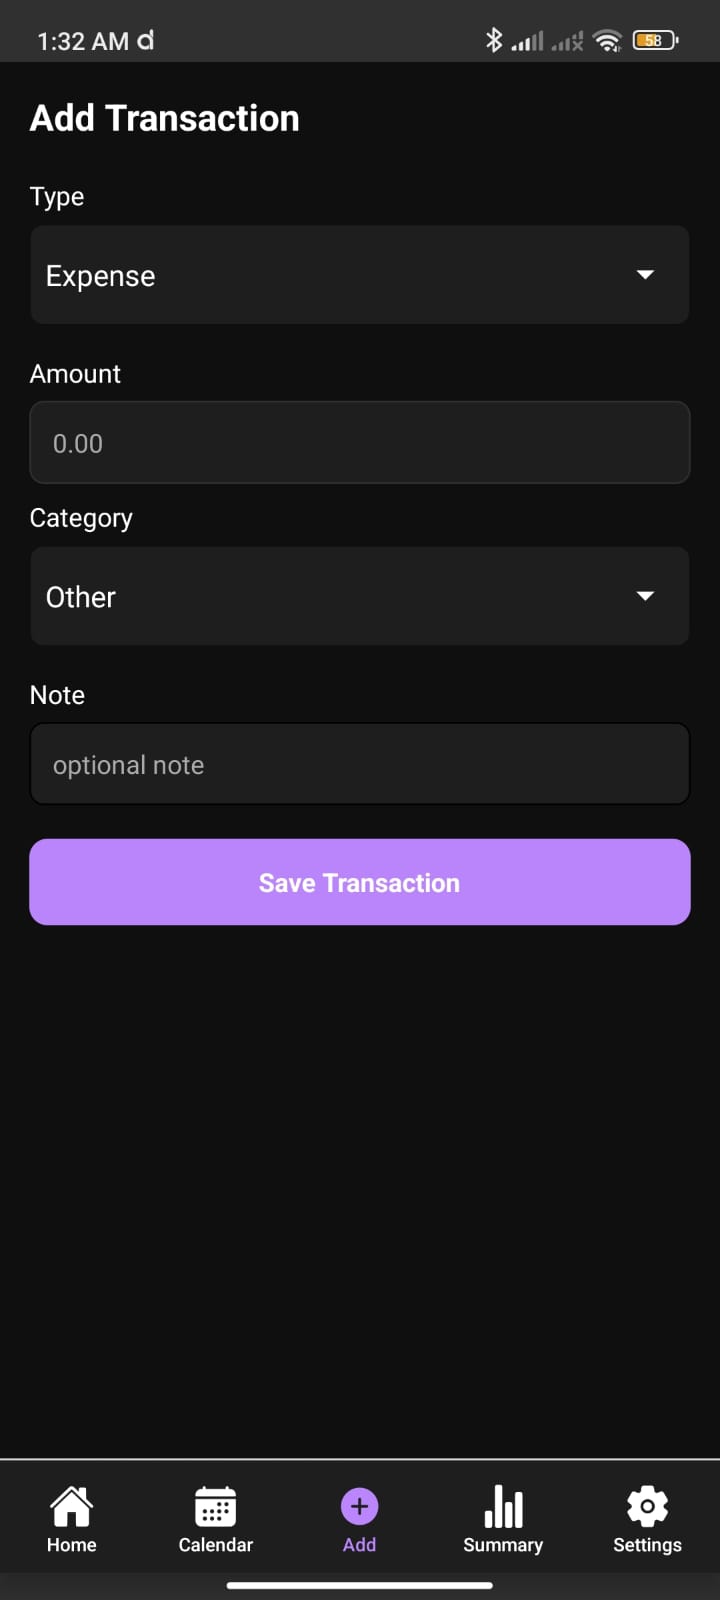 1:32 AM d
58
Add Transaction
Type
Expense
Amount
0.00
Category
Other
Note
optional note
Save Transaction
Home
Calendar
Add
Summary
Settings